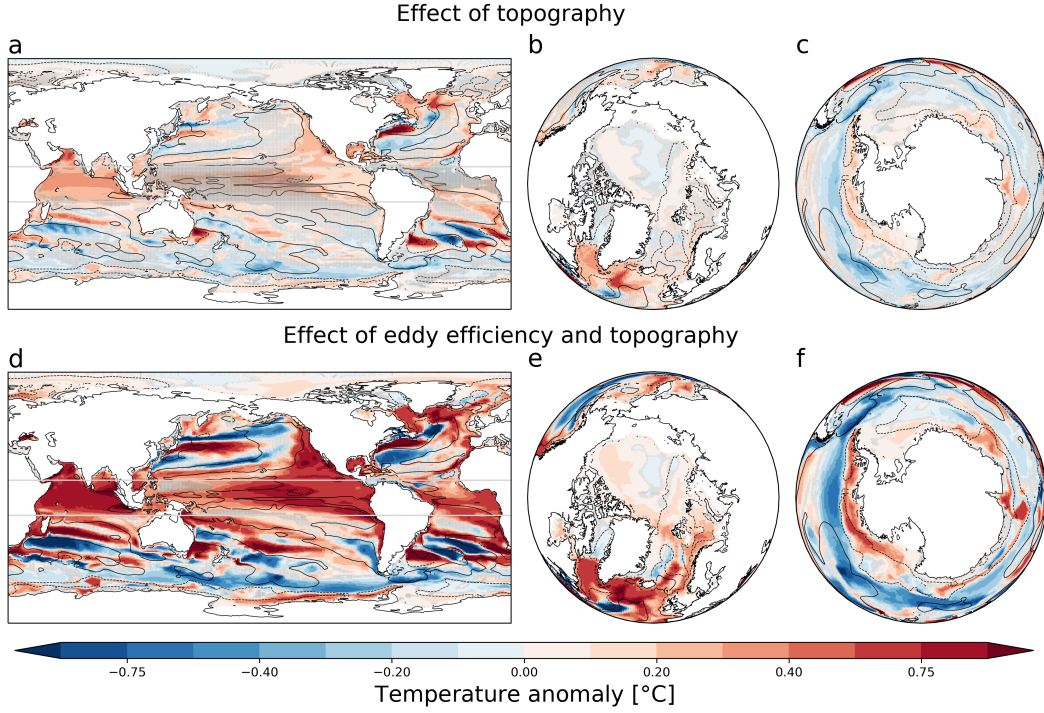 Effect of topography
a
b
c
Effect of eddy efficiency and topography
d
e
f
−0.75 −0.40 −0.20 0.00 0.20 0.40 0.75
Temperature anomaly [°C]